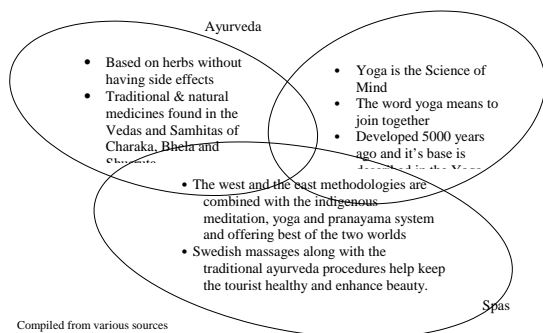 Ayurveda
• Based on herbs without
having side effects
• Traditional & natural
medicines found in the
Vedas and Samhitas of
Charaka, Bhela and
• Yoga is the Science of
Mind
• The word yoga means to
join together
• Developed 5000 years
ago and it's base is
described in the Yoga
• The west and the east methodologies are
combined with the indigenous
meditation, yoga and pranayama system
and offering best of the two worlds
• Swedish massages along with the
traditional ayurveda procedures help keep
the tourist healthy and enhance beauty.
Spas
Compiled from various sources